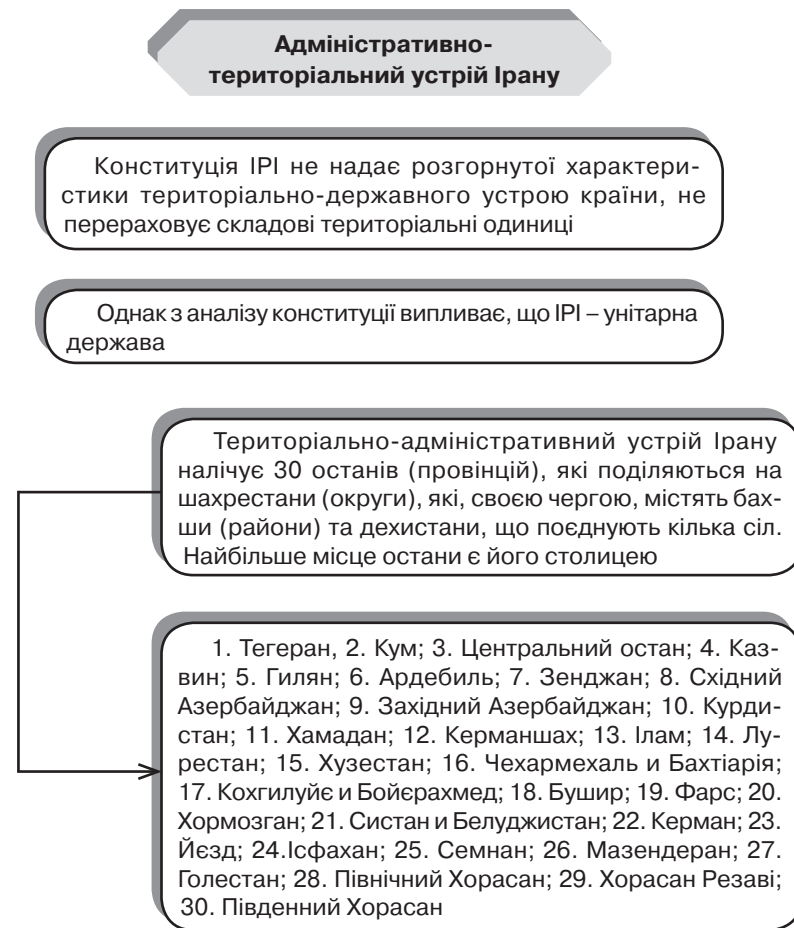 Адміністративно-
територіальний устрій Ірану
Конституція ІРІ не надає розгорнутої характери-
стики територіально-державного устрою країни, не
перераховує складові територіальні одиниці
Однак з аналізу конституції випливає, що ІРІ – унітарна
держава
Територіально-адміністративний устрій Ірану
налічує 30 останів (провінцій), які поділяються на
шахрестани (округи), які, своєю чергою, містять бах-
ши (райони) та дехистани, що поєднують кілька сіл.
Найбільше місце остани є його столицею
1. Тегеран, 2. Кум; 3. Центральний остан; 4. Каз-
вин; 5. Гилян; 6. Ардебиль; 7. Зенджан; 8. Східний
Азербайджан; 9. Західний Азербайджан; 10. Курди-
стан; 11. Хамадан; 12. Керманшах; 13. Ілам; 14. Лу-
рестан; 15. Хузестан; 16. Чехармехаль и Бахтіарія;
17. Кохгилуйє и Бойєрахмед; 18. Бушир; 19. Фарс; 20.
Хормозган; 21. Систан и Белуджистан; 22. Керман; 23.
Йєзд; 24.Ісфахан; 25. Семнан; 26. Мазендеран; 27.
Голестан; 28. Північний Хорасан; 29. Хорасан Резаві;
30. Південний Хорасан